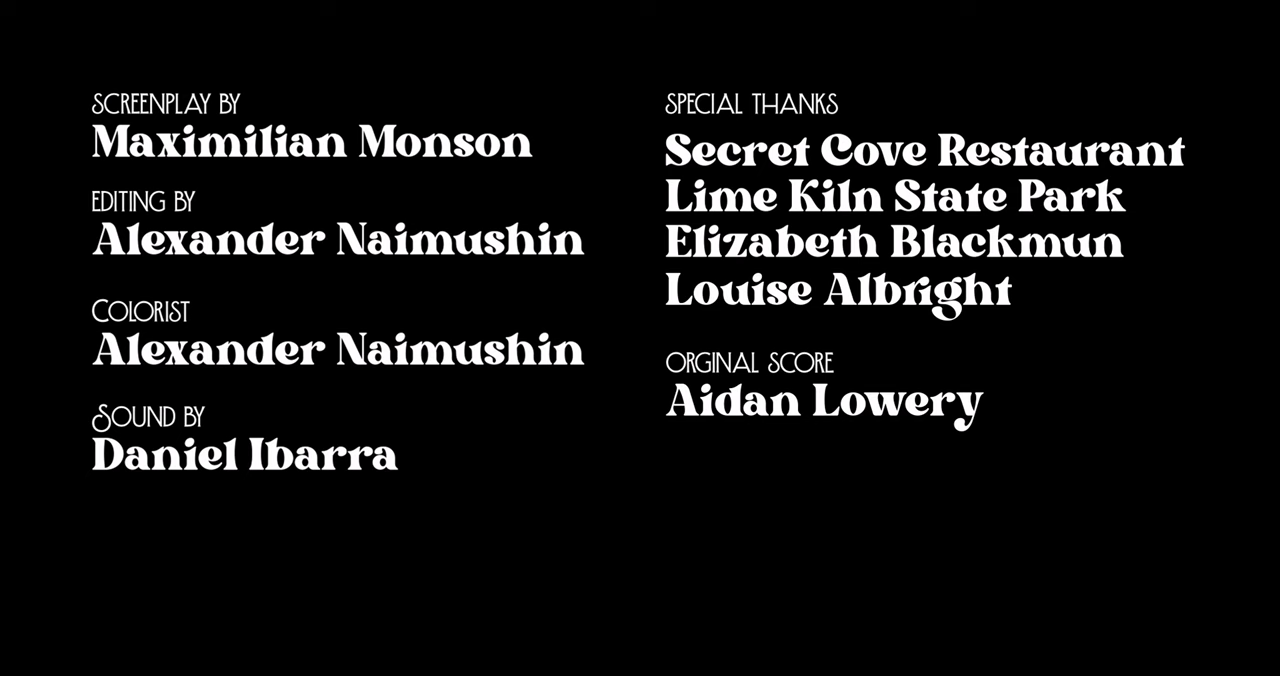 SCREENPLAY BY
Maximilian Monson
EDITING BY
Alexander Naimushin
COLORIST
Alexander Naimushin
SOUND BY
Daniel Ibarra
SPECIAL THANKS
Secret Cove Restaurant
Lime Kiln State Park
Elizabeth Blackmun
Louise Albright
ORGINAL SCORE
Aidan Lowery